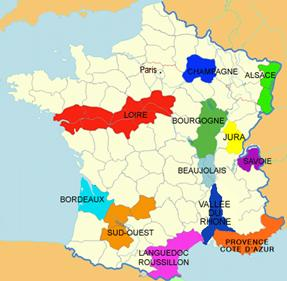 Paris
CHAMPAGNE
ALSACE
LOIRE
BOURGOGNE
JURA
SAVOIE
BEAUJOLAIS
BORDEAUX
VALLEE
DU
RHONE
SUD-OUEST
PROVENCE
COTE D'AZUR
LANGUEDOC
ROUSSILLON